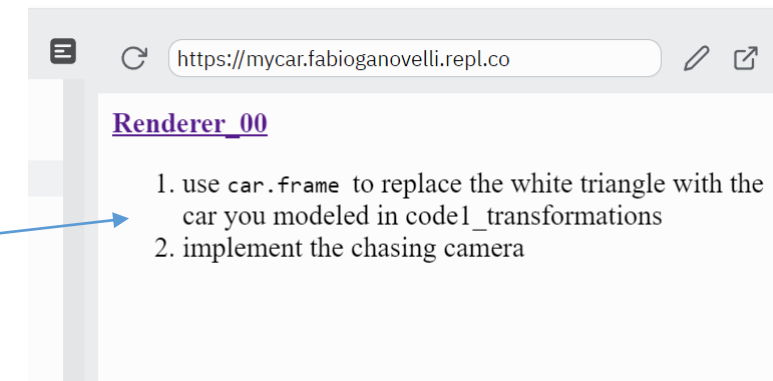 https://mycar.fabioganovelli.repl.co
Renderer_00
1. use car.frame to replace the white triangle with the
car you modeled in code1_transformations
2. implement the chasing camera